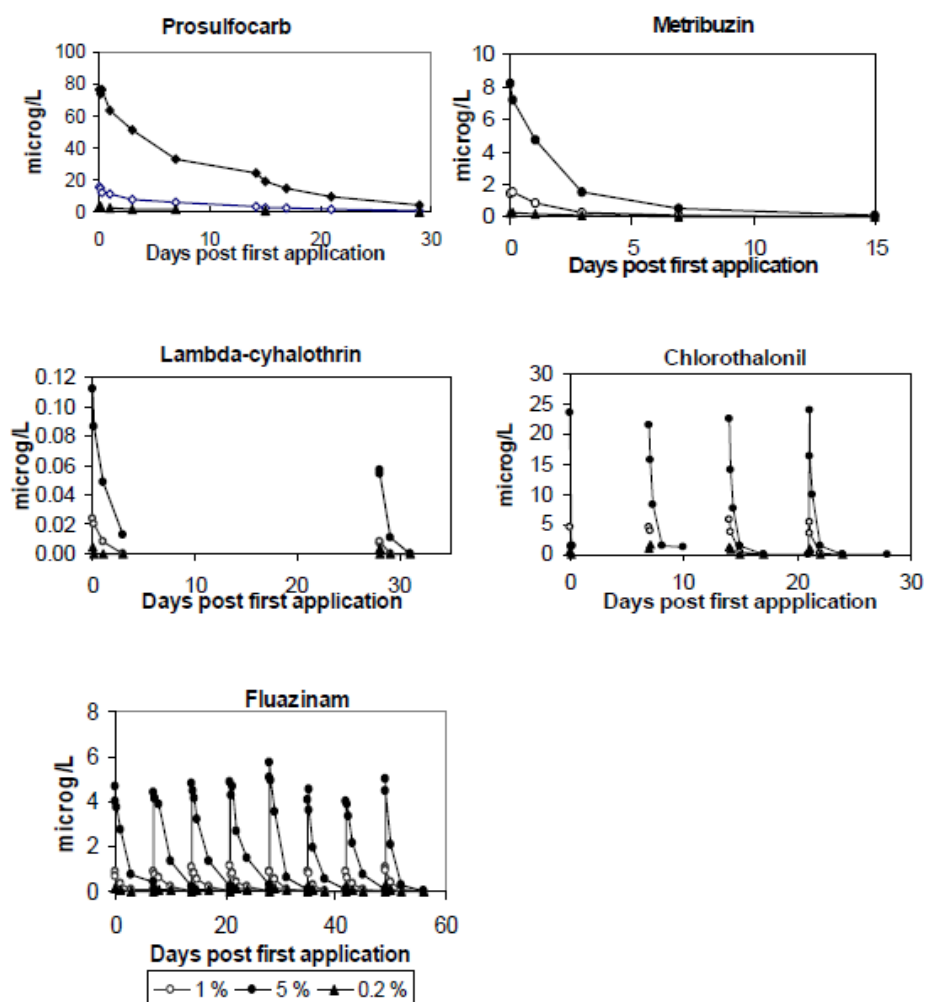 Prosulfocarb
100
80
60
40
20
0
microg/L
0 10 20 30
Days post first application
Metribuzin
10
8
6
4
2
0
microg/L
0 5 10 15
Days post first application
Lambda-cyhalothrin
0.12
0.10
0.08
0.06
0.04
0.02
0.00
microg/L
0 10 20 30
Days post first application
Chlorothalonil
30
25
20
15
10
5
0
microg/L
0 10 20 30
Days post first appplication
Fluazinam
8
6
4
2
0
microg/L
0 10 20 30 40 50 60
Days post first application
1 % 5 % 0.2 %